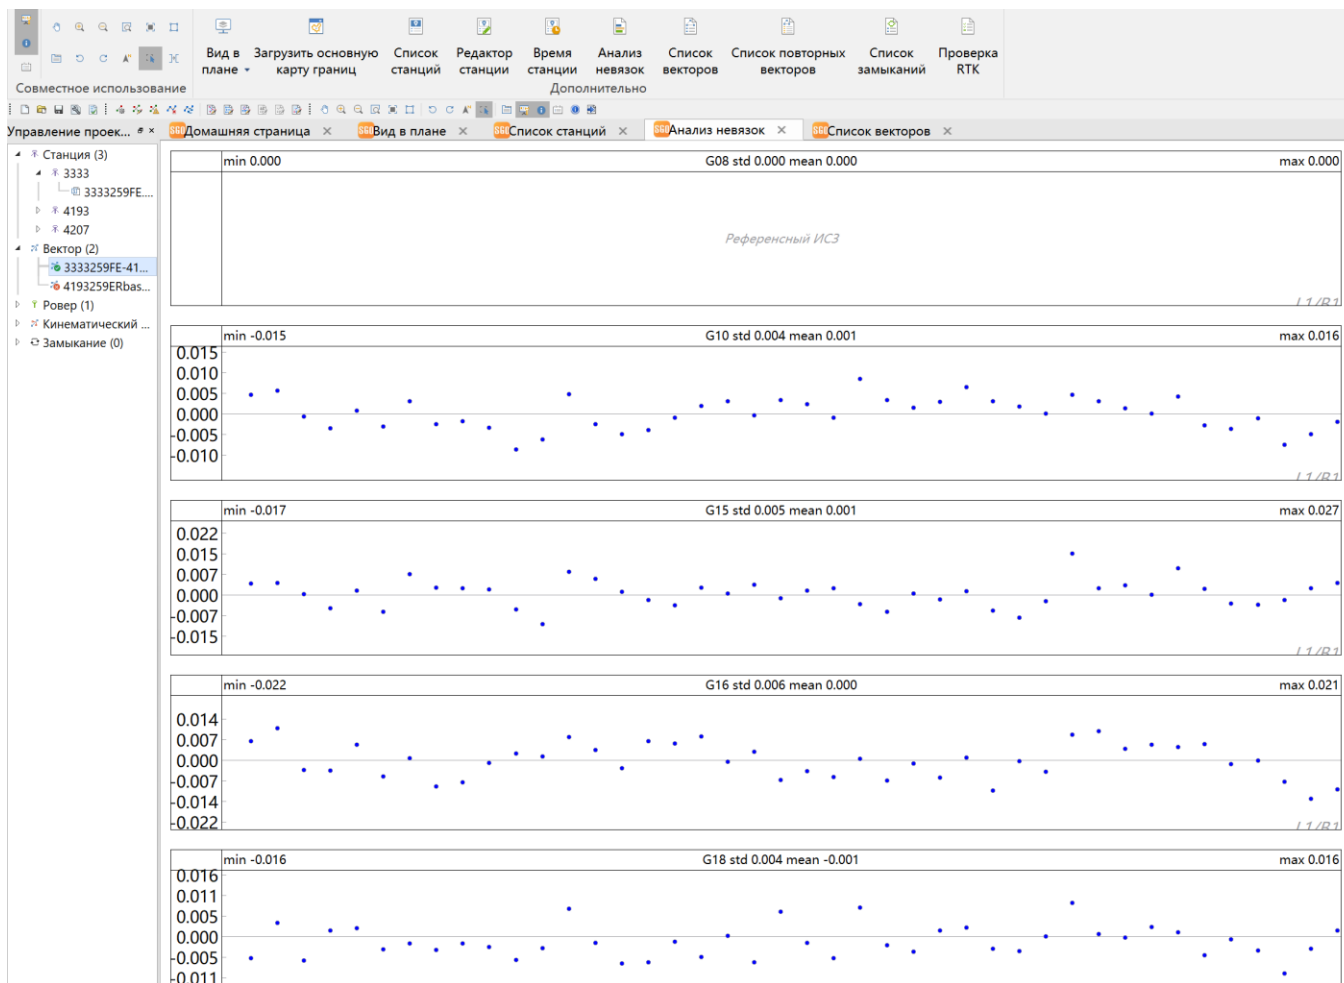 Вид в плане
Загрузить основную карту границ
Список станций
Редактор станции
Время станции
Анализ невязок
Список векторов
Список повторных векторов
Список замыканий
Проверка RTK
Совместное использование
Дополнительно
Управление проек...
Домашняя страница
Вид в плане
Список станций
Анализ невязок
Список векторов
Станция (3)
3333
3333259FE....
4193
4207
Вектор (2)
3333259FE-41...
4193259ERbas...
Ровер (1)
Кинематический ...
Замыкание (0)
min 0.000 G08 std 0.000 mean 0.000 max 0.000
Референсный ИСЗ
L1/B1
min -0.015 G10 std 0.004 mean 0.001 max 0.016
0.015
0.010
0.005
0.000
-0.005
-0.010
L1/B1
min -0.017 G15 std 0.005 mean 0.001 max 0.027
0.022
0.015
0.007
0.000
-0.007
-0.015
L1/B1
min -0.022 G16 std 0.006 mean 0.000 max 0.021
0.014
0.007
0.000
-0.007
-0.014
-0.022
L1/B1
min -0.016 G18 std 0.004 mean -0.001 max 0.016
0.016
0.011
0.005
0.000
-0.005
-0.011